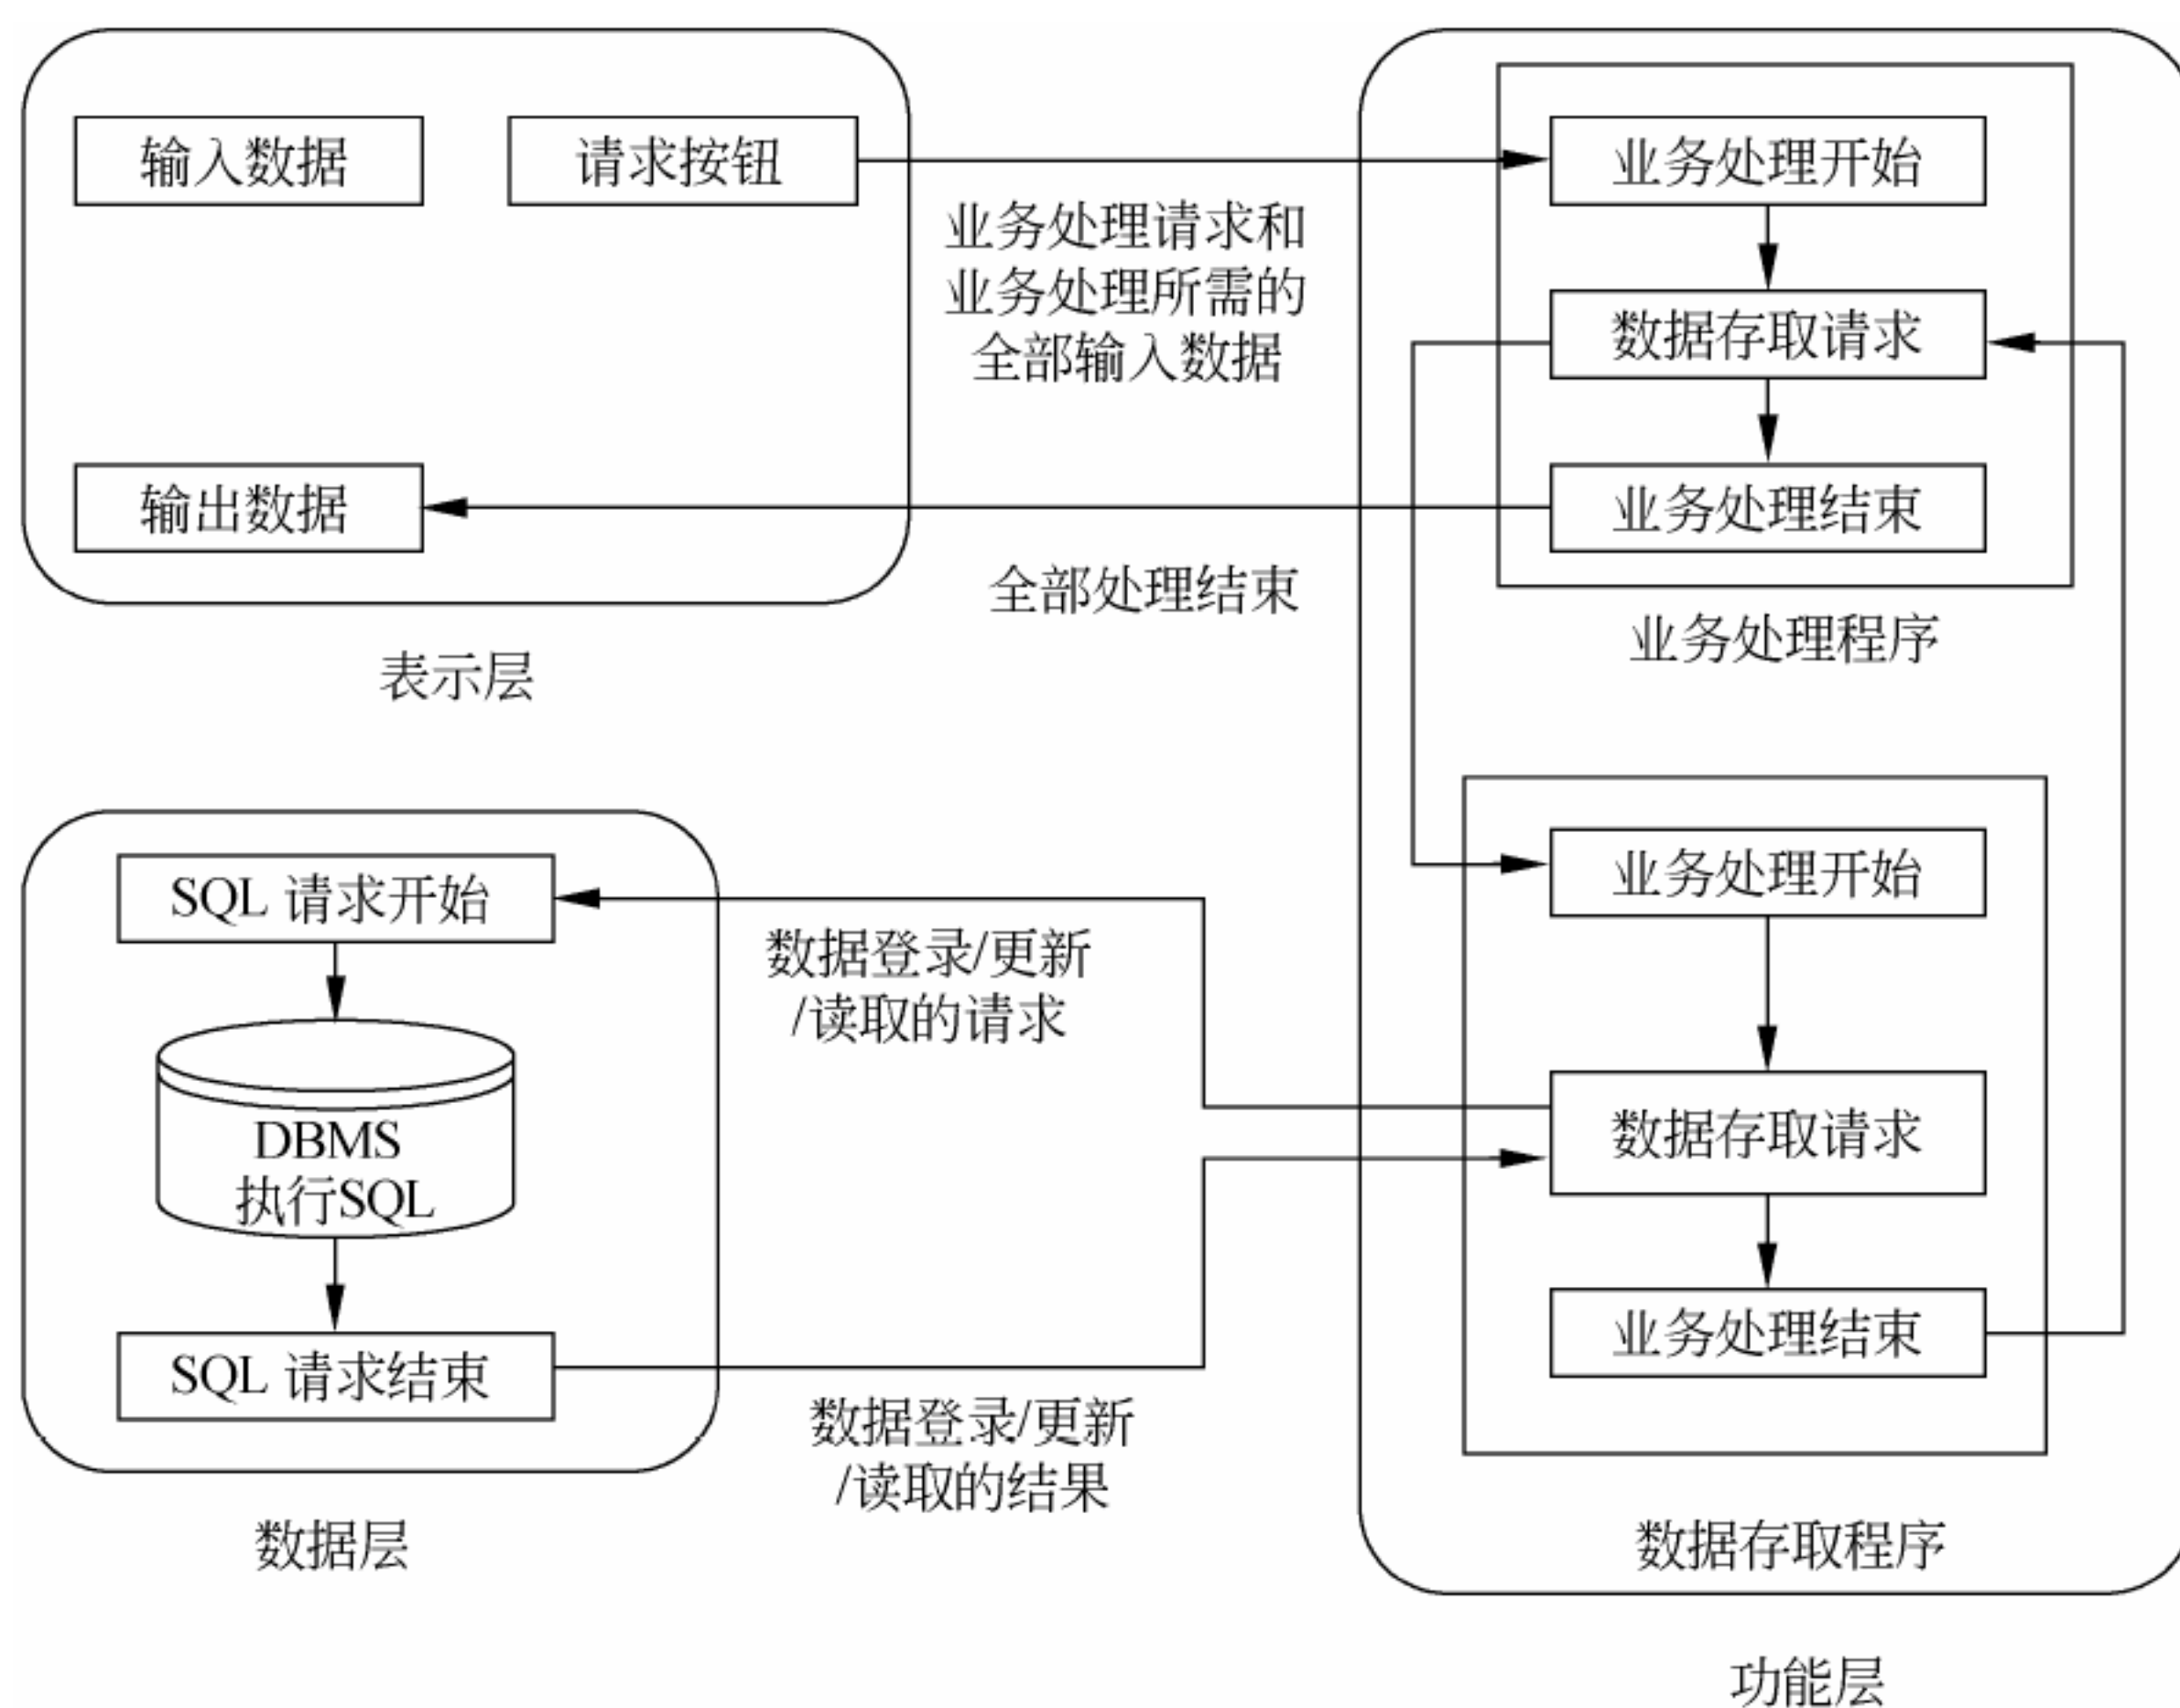 输入数据
请求按钮
业务处理请求和
业务处理所需的
全部输入数据
输出数据
全部处理结束
表示层
业务处理开始
数据存取请求
业务处理结束
业务处理程序
SQL 请求开始
DBMS
执行SQL
SQL 请求结束
数据层
数据登录/更新
/读取的请求
数据登录/更新
/读取的结果
业务处理开始
数据存取请求
业务处理结束
数据存取程序
功能层